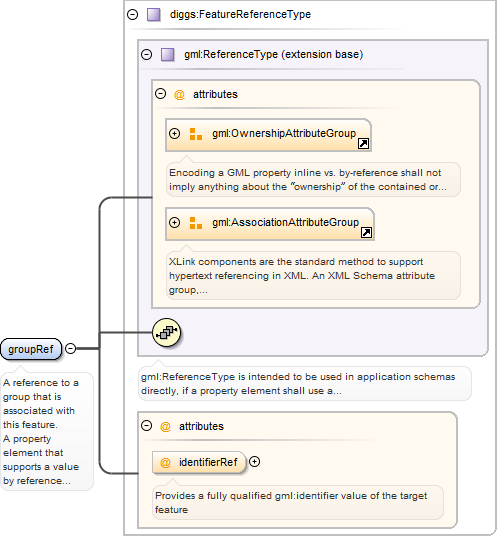 diggs:FeatureReferenceType
gml:ReferenceType (extension base)
@ attributes
gml:OwnershipAttributeGroup
Encoding a GML property inline vs. by-reference shall not
imply anything about the "ownership" of the contained or...
gml:AssociationAttributeGroup
XLink components are the standard method to support
hypertext referencing in XML. An XML Schema attribute
group,...
gml:ReferenceType is intended to be used in application schemas
directly, if a property element shall use a...
groupRef
A reference to a
group that is
associated with
this feature.
A property
element that
supports a value
by reference...
@ attributes
@ identifierRef
Provides a fully qualified gml:identifier value of the target
feature